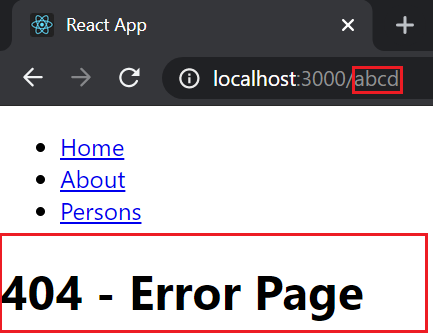 React App
localhost:3000/abcd
Home
About
Persons
404 - Error Page